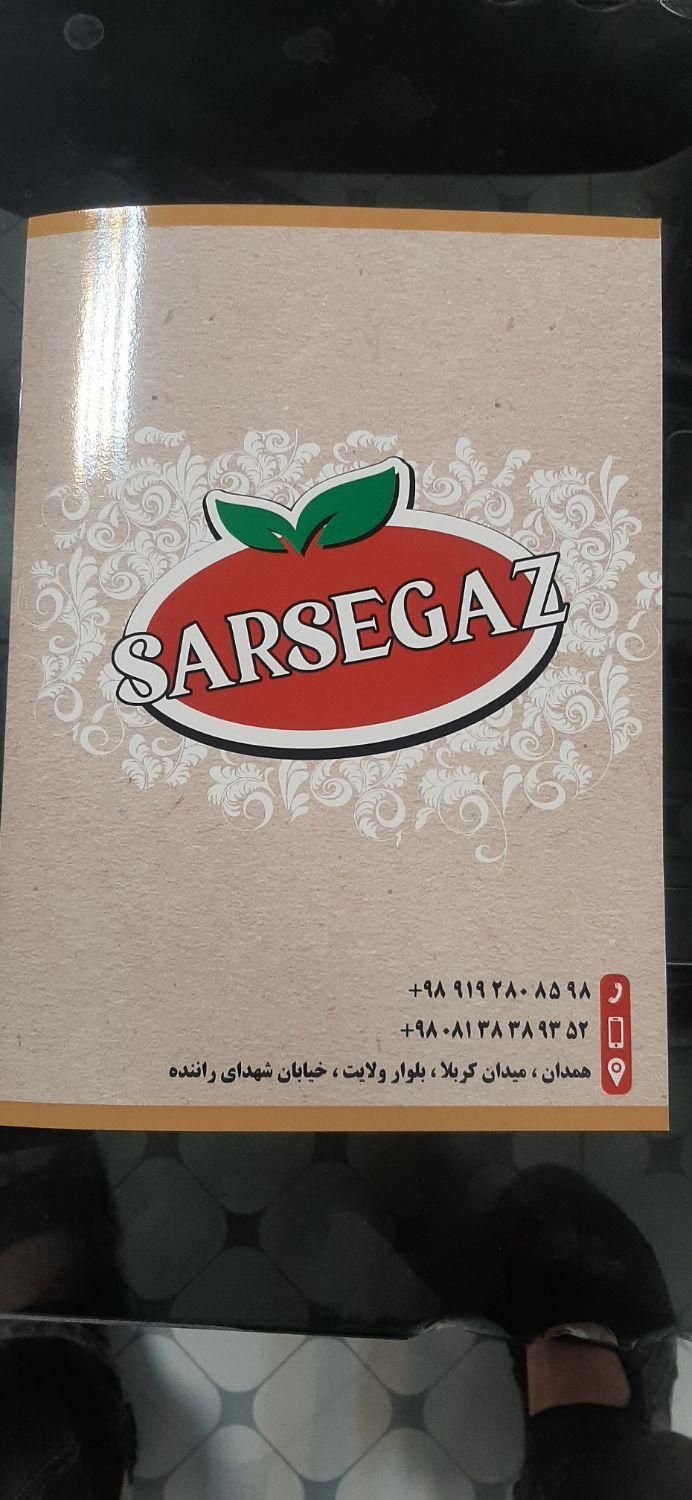 SARSEGAZ
+۹۸ ۹۱۹ ۲۸۰ ۸۵ ۹۸
+۹۸ ۰۸۱ ۳۸ ۳۸ ۹۳ ۵۲
همدان ، میدان کربلا ، بلوار ولایت ، خیابان شهدای راننده